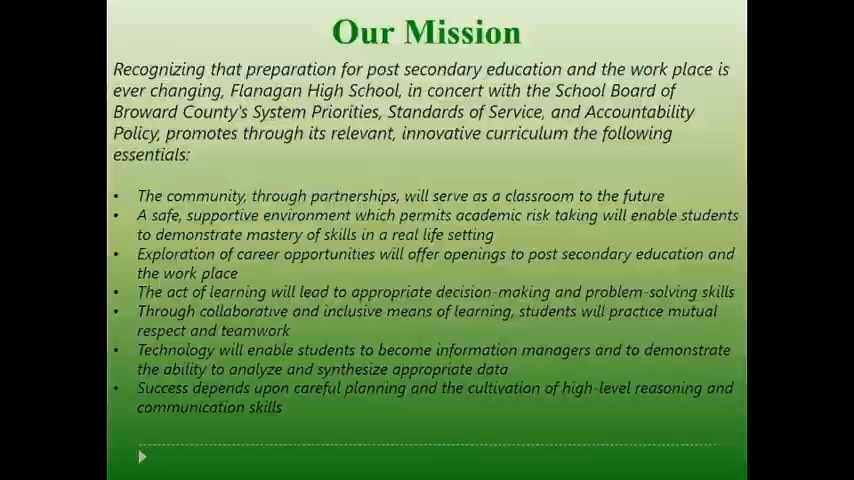 Our Mission
Recognizing that preparation for post secondary education and the work place is
ever changing, Flanagan High School, in concert with the School Board of
Broward County's System Priorities, Standards of Service, and Accountability
Policy, promotes through its relevant, innovative curriculum the following
essentials:
• The community, through partnerships, will serve as a classroom to the future
• A safe, supportive environment which permits academic risk taking will enable students
to demonstrate mastery of skills in a real life setting
• Exploration of career opportunities will offer openings to post secondary education and
the work place
• The act of learning will lead to appropriate decision-making and problem-solving skills
• Through collaborative and inclusive means of learning, students will practice mutual
respect and teamwork
• Technology will enable students to become information managers and to demonstrate
the ability to analyze and synthesize appropriate data
• Success depends upon careful planning and the cultivation of high-level reasoning and
communication skills